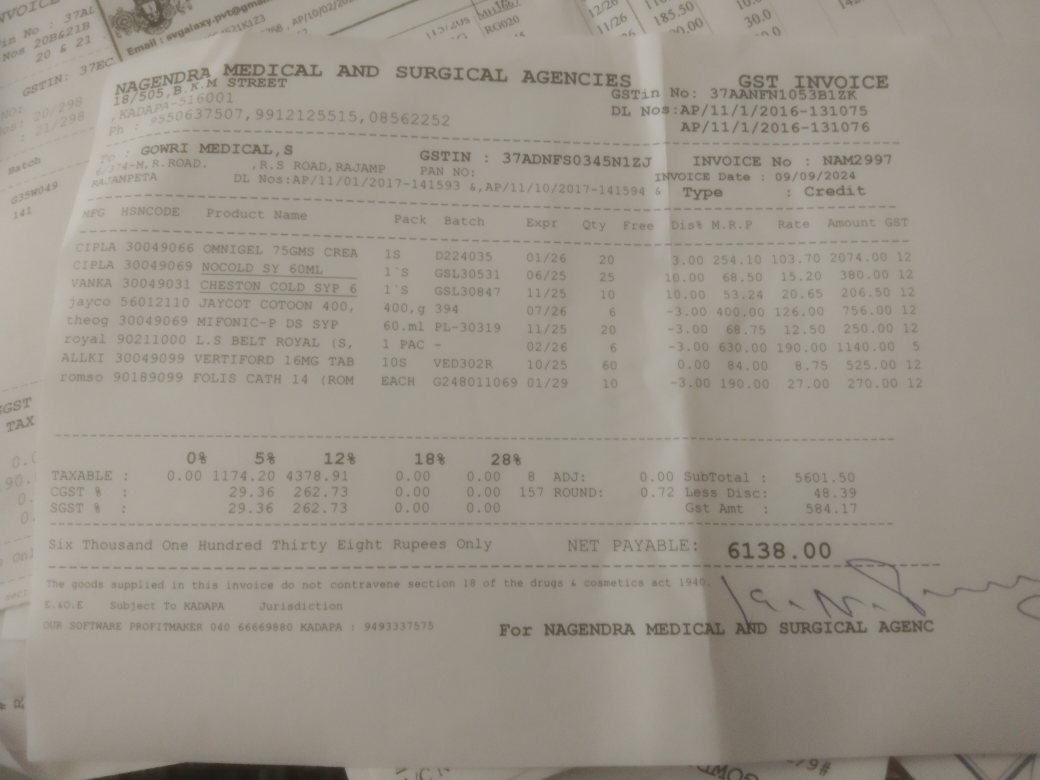 NAGENDRA MEDICAL AND SURGICAL AGENCIES GST INVOICE
18/505,B.K.M STREET GSTin No: 37AANFN1053B1ZK
,KADAPA-516001 DL Nos:AP/11/1/2016-131075
Ph : 8550637507,9912125515,08562252 AP/11/1/2016-131076
To : GOWRI MEDICAL,S GSTIN : 37ADNFS0345N1ZJ INVOICE No : NAM2997
6/374-M,R.ROAD. ,R.S ROAD,RAJAMP PAN NO: INVOICE Date : 09/09/2024
RAJAMPETA DL Nos:AP/11/01/2017-141593 &,AP/11/10/2017-141594 & Type : Credit
MFG HSNCODE Product Name Pack Batch Expr Qty Free Dis% M.R.P Rate Amount GST
CIPLA 30049066 OMNIGEL 75GMS CREA 1S D224035 01/26 20 3.00 254.10 103.70 2074.00 12
CIPLA 30049069 NOCOLD SY 60ML 1`S GSL30531 06/25 25 10.00 68.50 15.20 380.00 12
VANKA 30049031 CHESTON COLD SYP 6 1`S GSL30847 11/25 10 10.00 53.24 20.65 206.50 12
jayco 56012110 JAYCOT COTOON 400, 400,g 394 07/26 6 -3.00 400.00 126.00 756.00 12
theog 30049069 MIFONIC-P DS SYP 60.ml PL-30319 11/25 20 -3.00 68.75 12.50 250.00 12
royal 90211000 L.S BELT ROYAL (S, 1 PAC - 02/26 6 -3.00 630.00 190.00 1140.00 5
ALLKI 30049099 VERTIFORD 16MG TAB 10S VED302R 10/25 60 0.00 84.00 8.75 525.00 12
romso 90189099 FOLIS CATH 14 (ROM EACH G248011069 01/29 10 -3.00 190.00 27.00 270.00 12
0% 5% 12% 18% 28%
TAXABLE : 0.00 1174.20 4378.91 0.00 0.00 8 ADJ: 0.00 SubTotal : 5601.50
CGST % : 29.36 262.73 0.00 0.00 157 ROUND: 0.72 Less Disc: 48.39
SGST % : 29.36 262.73 0.00 0.00 Gst Amt : 584.17
Six Thousand One Hundred Thirty Eight Rupees Only NET PAYABLE: 6138.00
The goods supplied in this invoice do not contravene section 18 of the drugs & cosmetics act 1940.
E.&O.E Subject To KADAPA Jurisdiction
OUR SOFTWARE PROFITMAKER 040 66669880 KADAPA : 9493337575 For NAGENDRA MEDICAL AND SURGICAL AGENC